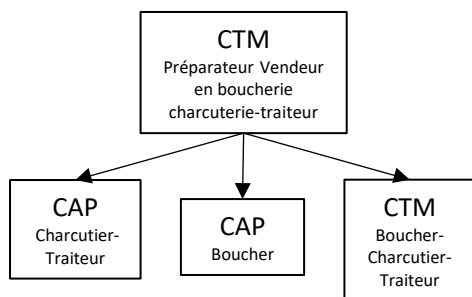 CTM
Préparateur Vendeur
en boucherie
charcuterie-traiteur
CAP
Charcutier-
Traiteur
CAP
Boucher
CTM
Boucher-
Charcutier-
Traiteur